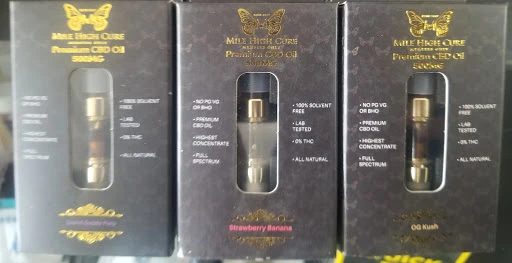 MILE HIGH CURE
Premium CBD Oil
500MG
• NO PG VG
OR BHO
• PREMIUM
CBD OIL
• HIGHEST
CONCENTRATE
• FULL
SPECTRUM
• 100% SOLVENT
FREE
• LAB
TESTED
• 0% THC
• ALL NATURAL
MILE HIGH CURE
Premium CBD Oil
500MG
• NO PG VG
OR BHO
• PREMIUM
CBD OIL
• HIGHEST
CONCENTRATE
• FULL
SPECTRUM
• 100% SOLVENT
FREE
• LAB
TESTED
• 0% THC
• ALL NATURAL
Strawberry Banana
MILE HIGH CURE
Premium CBD Oil
500MG
• NO PG VG
OR BHO
• PREMIUM
CBD OIL
• HIGHEST
CONCENTRATE
• FULL
SPECTRUM
• 100% SOLVENT
FREE
• LAB
TESTED
• 0% THC
• ALL NATURAL
OG Kush